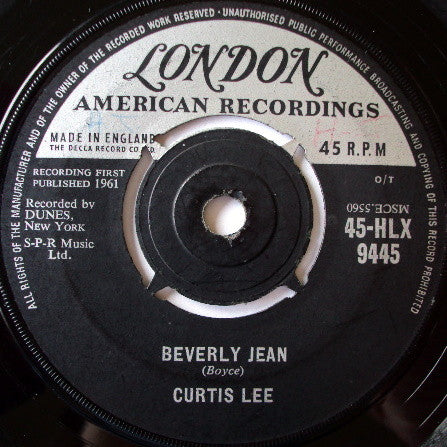 ALL RIGHTS OF THE MANUFACTURER AND OF THE OWNER OF THE RECORDED WORK RESERVED · UNAUTHORISED PUBLIC PERFORMANCE BROADCASTING AND COPYING OF THIS RECORD PROHIBITED
LONDON
AMERICAN RECORDINGS
MADE IN ENGLAND
THE DECCA RECORD CO LTD
45 R.P.M
RECORDING FIRST
PUBLISHED 1961
O/T
Recorded by
DUNES,
New York
S-P-R Music
Ltd.
MSCE.5560
45-HLX
9445
BEVERLY JEAN
(Boyce)
CURTIS LEE